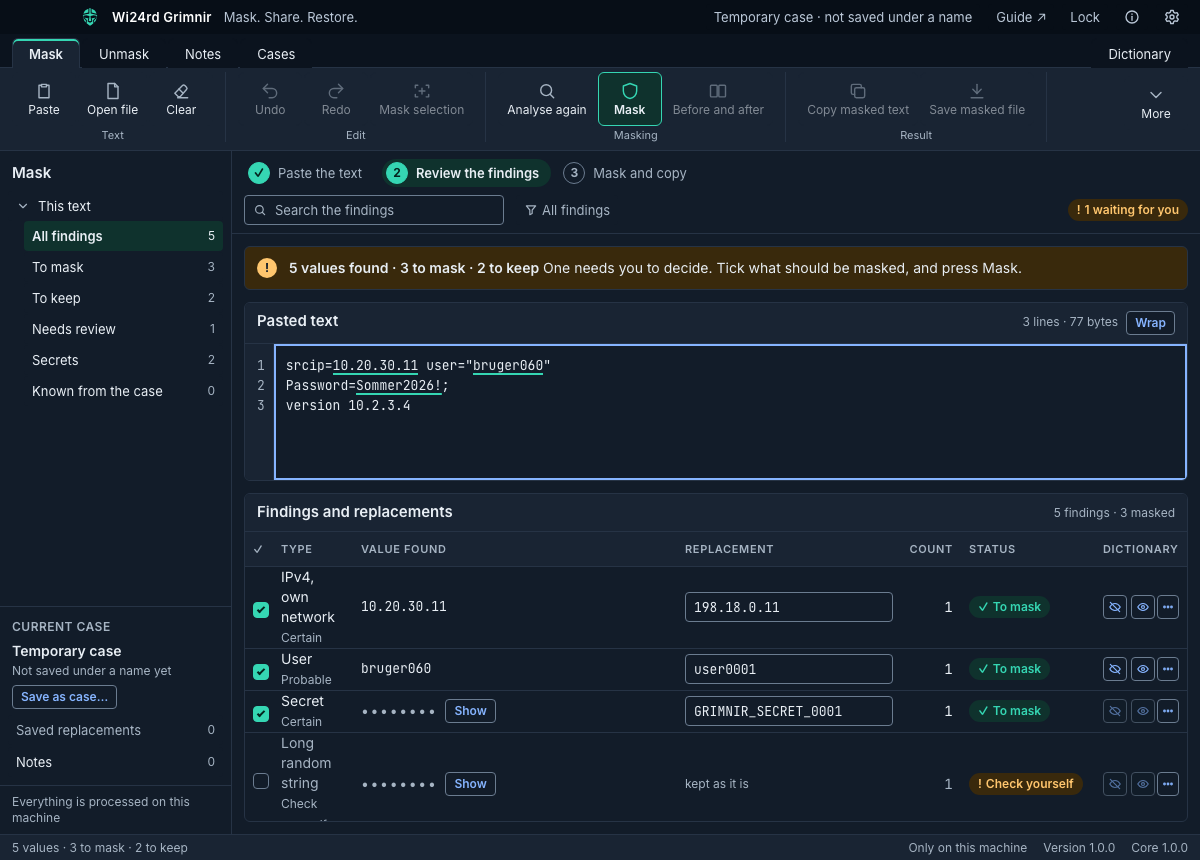 Wi24rd Grimnir Mask. Share. Restore. Temporary case · not saved under a name Guide ↗ Lock
Mask Unmask Notes Cases Dictionary
Paste Open file Clear Undo Redo Mask selection Analyse again Mask Before and after Copy masked text Save masked file More
Text Edit Masking Result
Mask
This text
All findings 5
To mask 3
To keep 2
Needs review 1
Secrets 2
Known from the case 0
CURRENT CASE
Temporary case
Not saved under a name yet
Save as case...
Saved replacements 0
Notes 0
Everything is processed on this
machine
✓ Paste the text 2 Review the findings 3 Mask and copy
Search the findings All findings ! 1 waiting for you
! 5 values found · 3 to mask · 2 to keep One needs you to decide. Tick what should be masked, and press Mask.
Pasted text 3 lines · 77 bytes Wrap
1 srcip=10.20.30.11 user="bruger060"
2 Password=Sommer2026!;
3 version 10.2.3.4
Findings and replacements 5 findings · 3 masked
✓ TYPE VALUE FOUND REPLACEMENT COUNT STATUS DICTIONARY
IPv4,
own
network
Certain
10.20.30.11 198.18.0.11 1 ✓ To mask
User
Probable
bruger060 user0001 1 ✓ To mask
Secret
Certain
•••••••• Show GRIMNIR_SECRET_0001 1 ✓ To mask
Long
random
string
Check
•••••••• Show kept as it is 1 ! Check yourself
5 values · 3 to mask · 2 to keep Only on this machine Version 1.0.0 Core 1.0.0